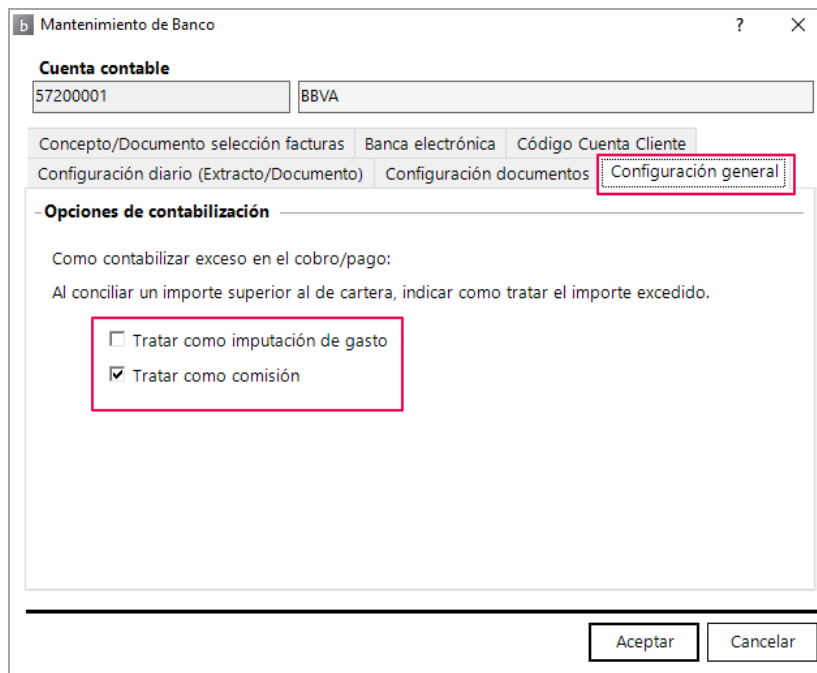 b Mantenimiento de Banco ? X
Cuenta contable
57200001 BBVA
Concepto/Documento selección facturas Banca electrónica Código Cuenta Cliente
Configuración diario (Extracto/Documento) Configuración documentos Configuración general
Opciones de contabilización
Como contabilizar exceso en el cobro/pago:
Al conciliar un importe superior al de cartera, indicar como tratar el importe excedido.
Tratar como imputación de gasto
Tratar como comisión
Aceptar Cancelar